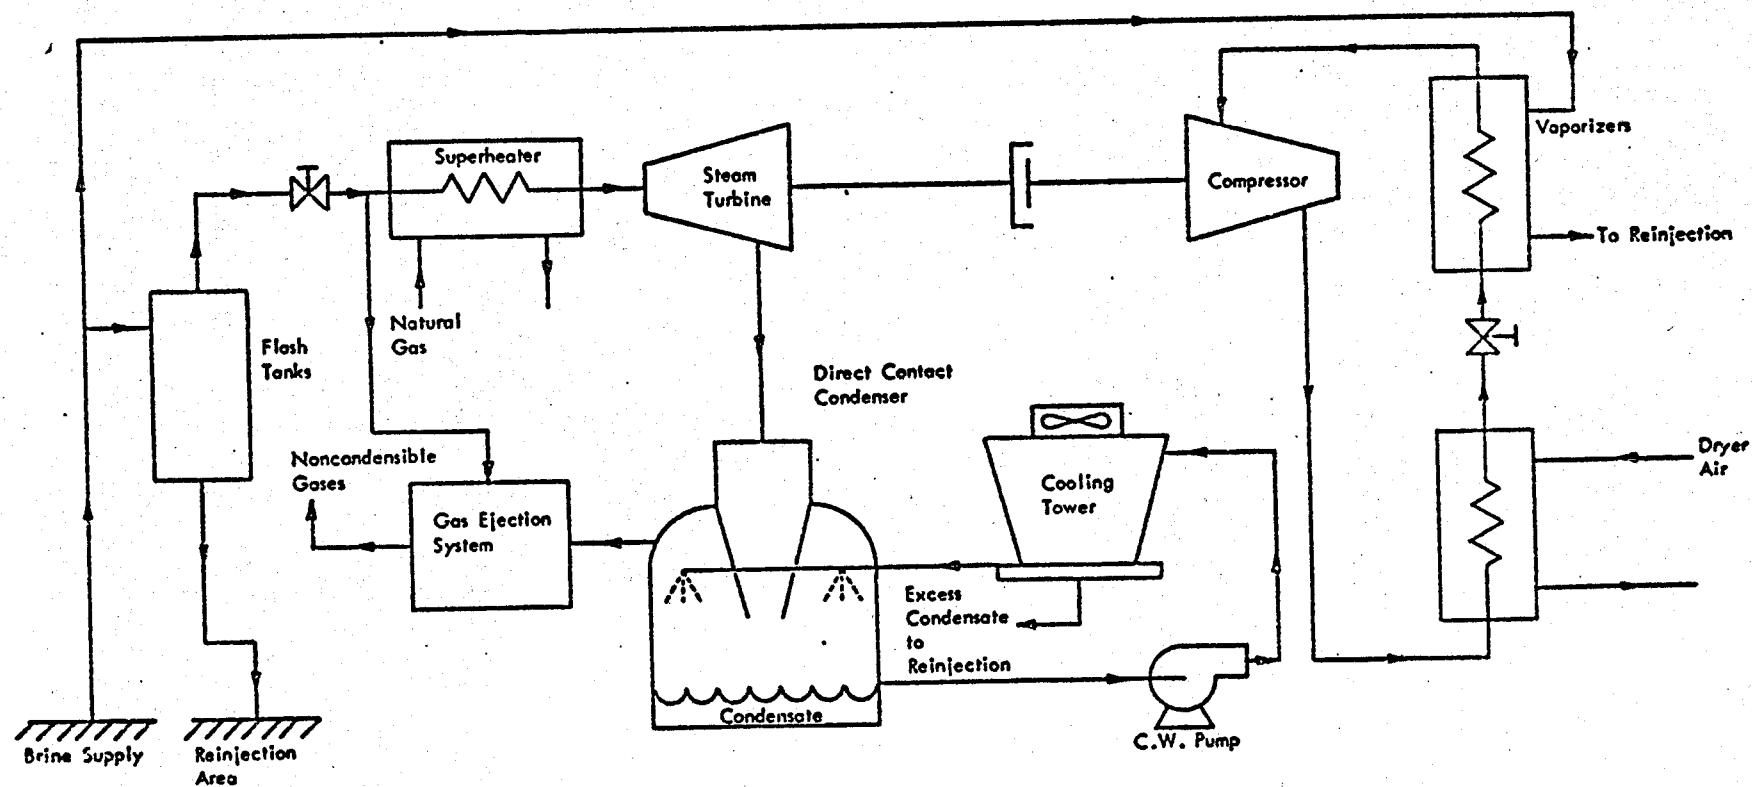 Superheater
Steam
Turbine
Compressor
Vaporizers
To Reinjection
Natural
Gas
Flash
Tanks
Direct Contact
Condenser
Noncondensible
Gases
Gas Ejection
System
Cooling
Tower
Dryer
Air
Excess
Condensate
to
Reinjection
Condensate
C.W. Pump
Brine Supply
Reinjection
Area